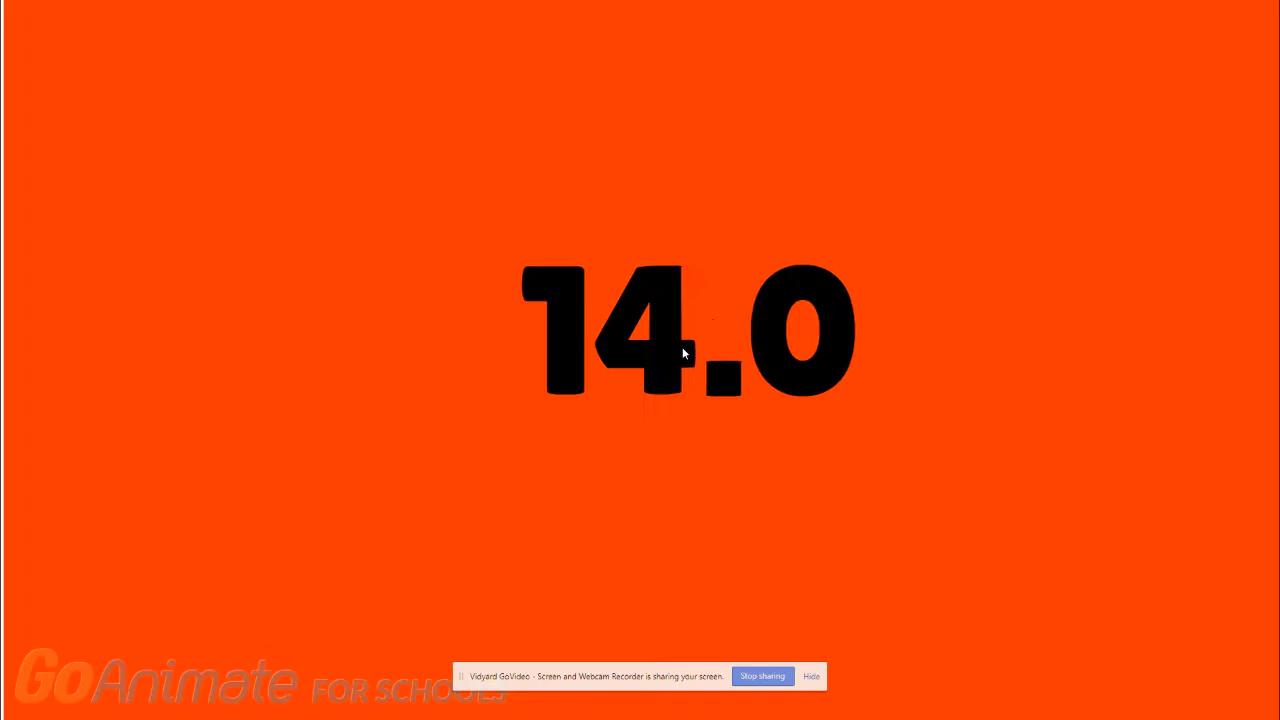 14.0
GoAnimate FOR SCHOOLS
Vidyard GoVideo - Screen and Webcam Recorder is sharing your screen. Stop sharing Hide